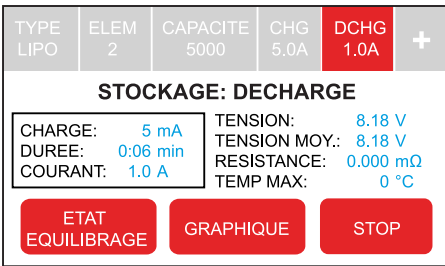 TYPE ELEM CAPACITE CHG DCHG +
LIPO 2 5000 5.0A 1.0A
STOCKAGE: DECHARGE
CHARGE: 5 mA
DUREE: 0:06 min
COURANT: 1.0 A
TENSION: 8.18 V
TENSION MOY.: 8.18 V
RESISTANCE: 0.000 mΩ
TEMP MAX: 0 °C
ETAT
EQUILIBRAGE
GRAPHIQUE
STOP